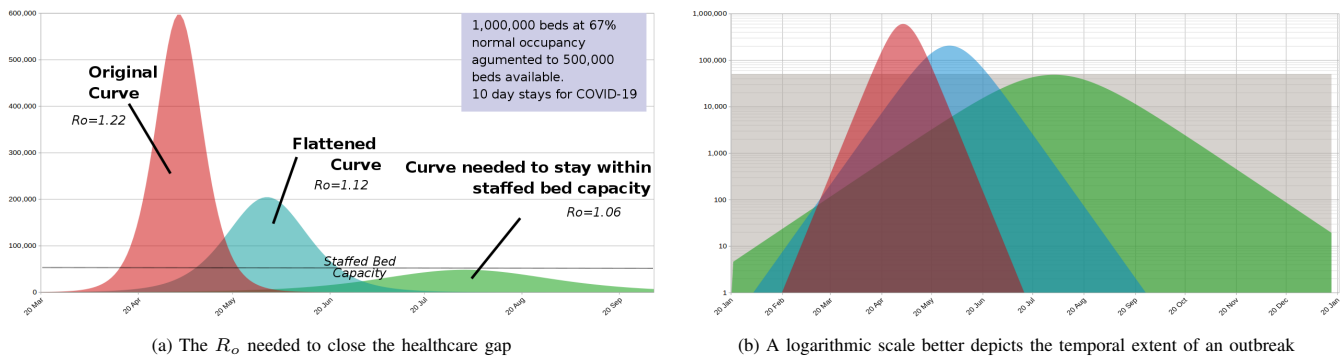 600,000
500,000
400,000
300,000
200,000
100,000
0
20 Mar
20 Apr
20 May
20 Jun
20 Jul
20 Aug
20 Sep
1,000,000 beds at 67%
normal occupancy
agumented to 500,000
beds available.
10 day stays for COVID-19
Original
Curve
Ro=1.22
Flattened
Curve
Ro=1.12
Curve needed to stay within
staffed bed capacity
Ro=1.06
Staffed Bed
Capacity
(a) The Rₒ needed to close the healthcare gap
1,000,000
100,000
10,000
1,000
100
10
1
20 Jan
20 Feb
20 Mar
20 Apr
20 May
20 Jun
20 Jul
20 Aug
20 Sep
20 Oct
20 Nov
20 Dec
20 Jan
(b) A logarithmic scale better depicts the temporal extent of an outbreak